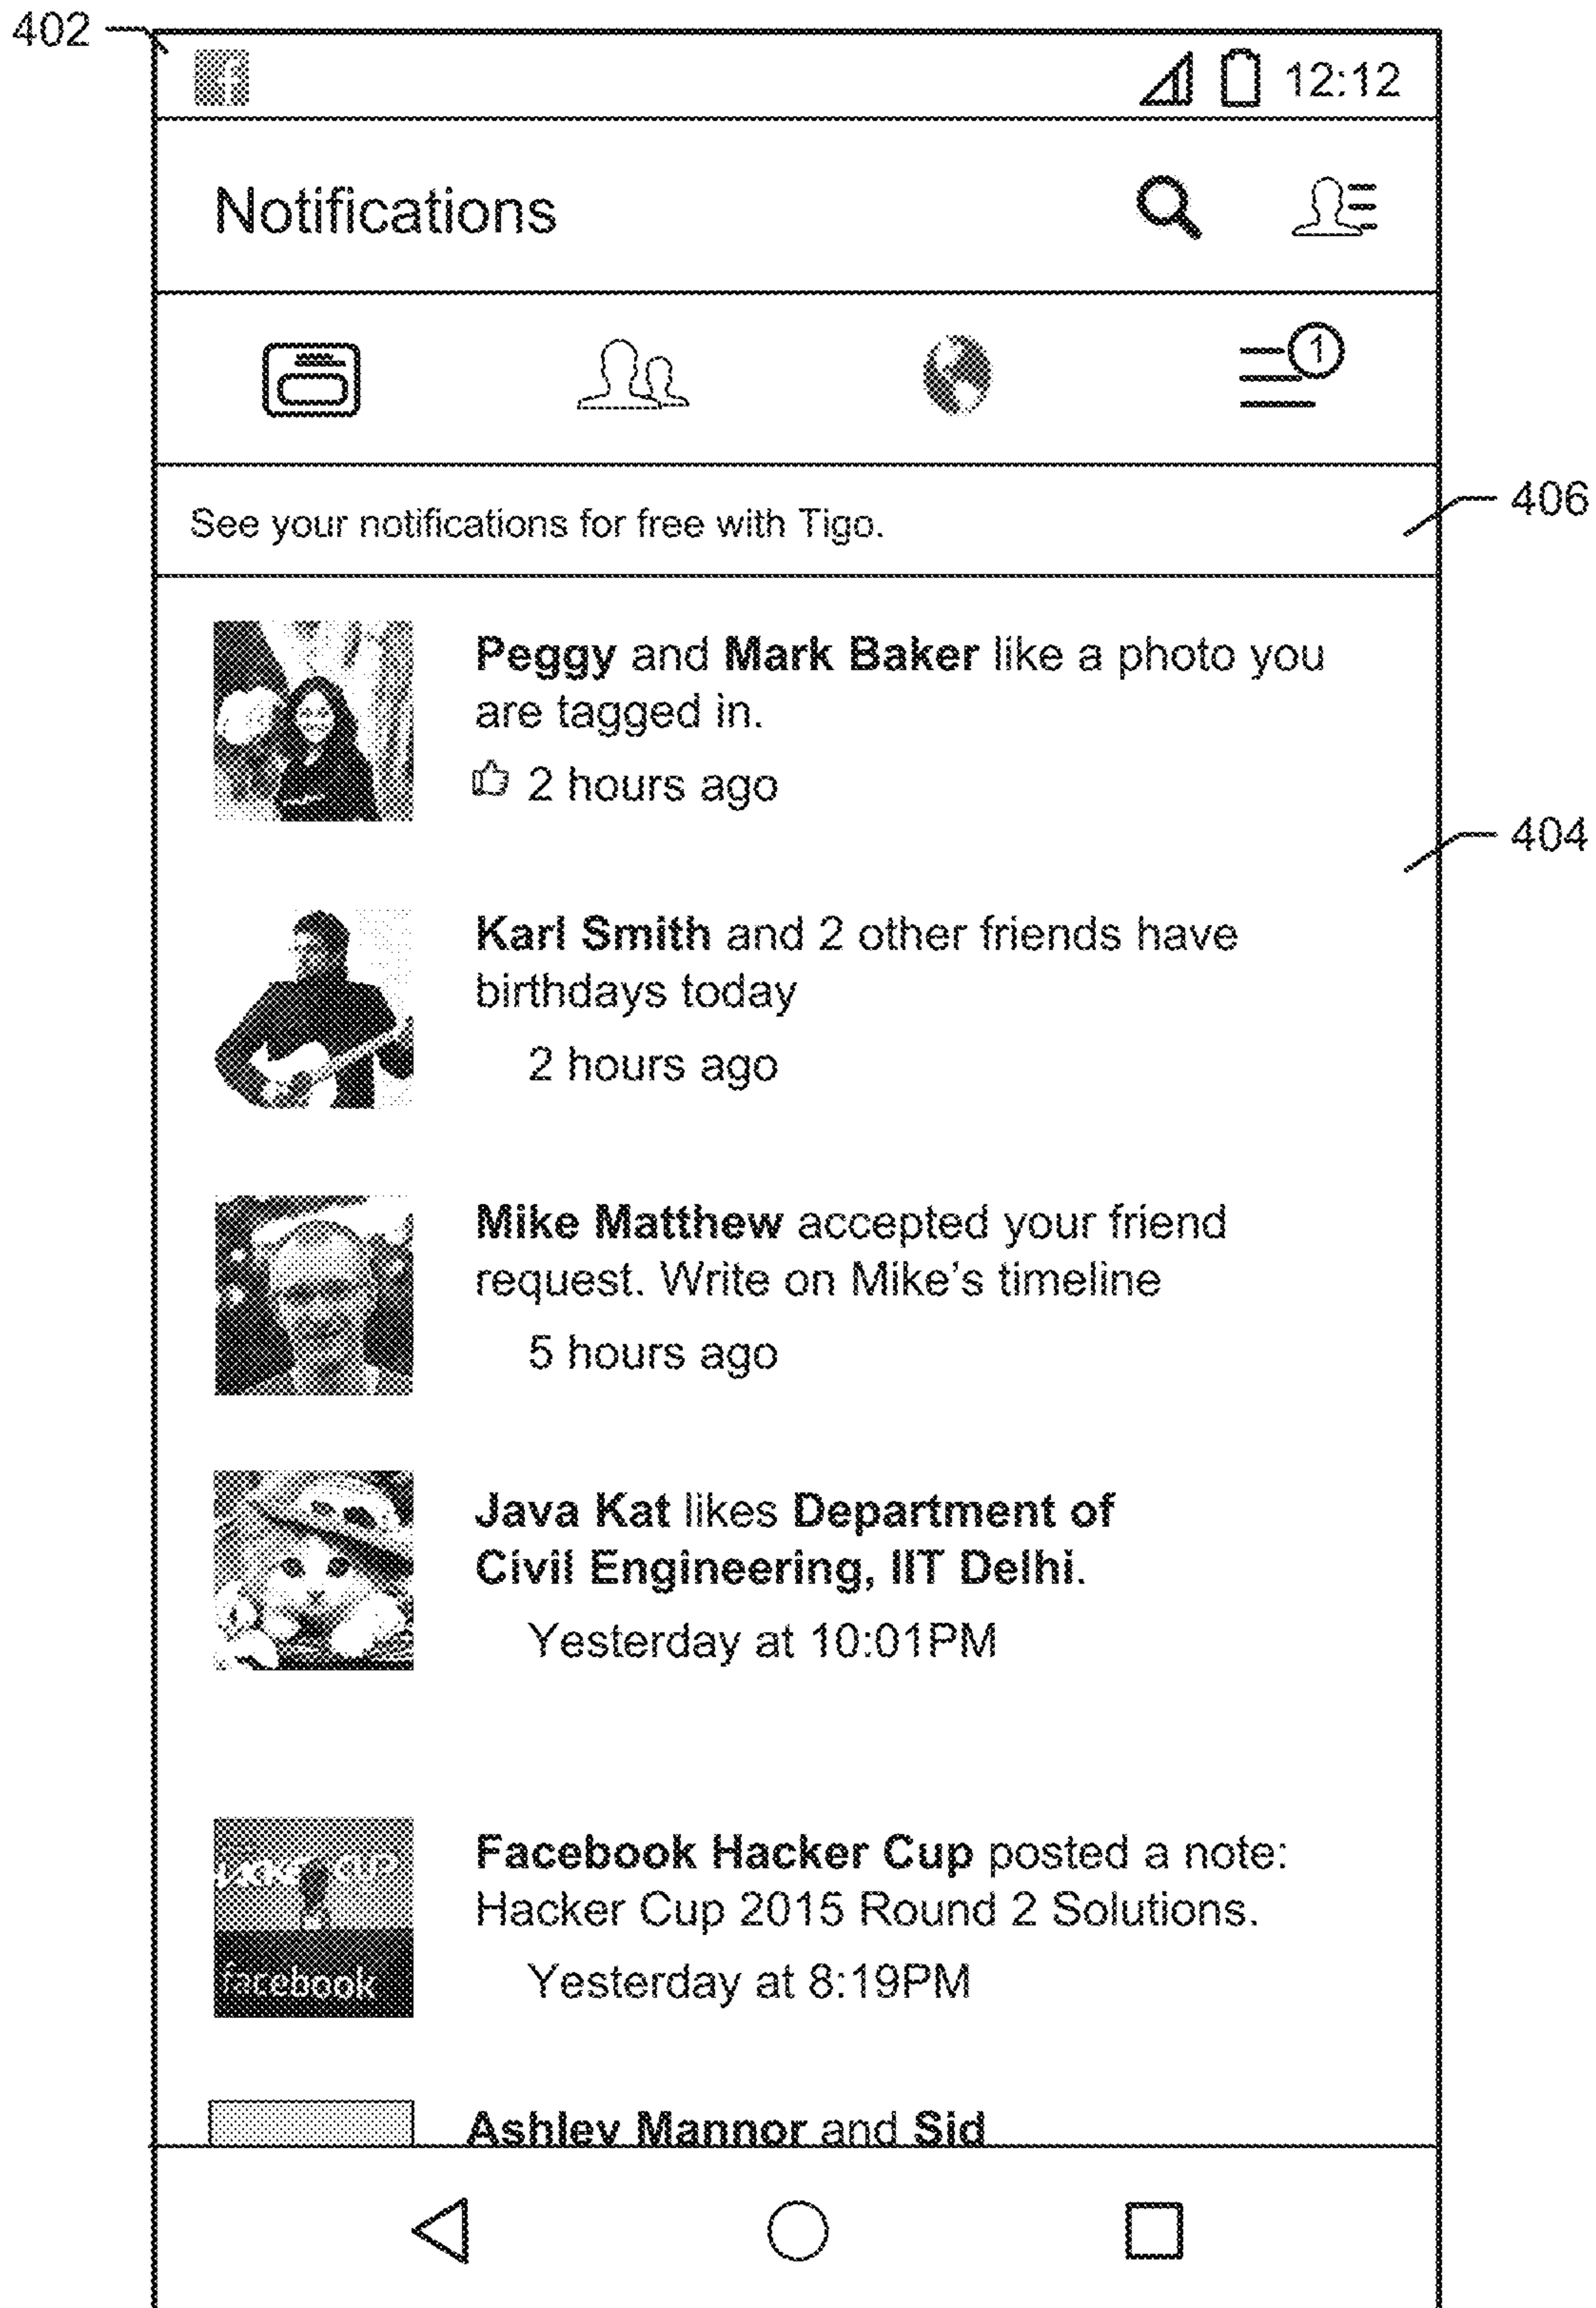 402
f
12:12
Notifications
1
See your notifications for free with Tigo.
406
Peggy and Mark Baker like a photo you
are tagged in.
2 hours ago
404
Karl Smith and 2 other friends have
birthdays today
2 hours ago
Mike Matthew accepted your friend
request. Write on Mike's timeline
5 hours ago
Java Kat likes Department of
Civil Engineering, IIT Delhi.
Yesterday at 10:01PM
HACKER CUP
facebook
Facebook Hacker Cup posted a note:
Hacker Cup 2015 Round 2 Solutions.
Yesterday at 8:19PM
Ashley Mannor and Sid